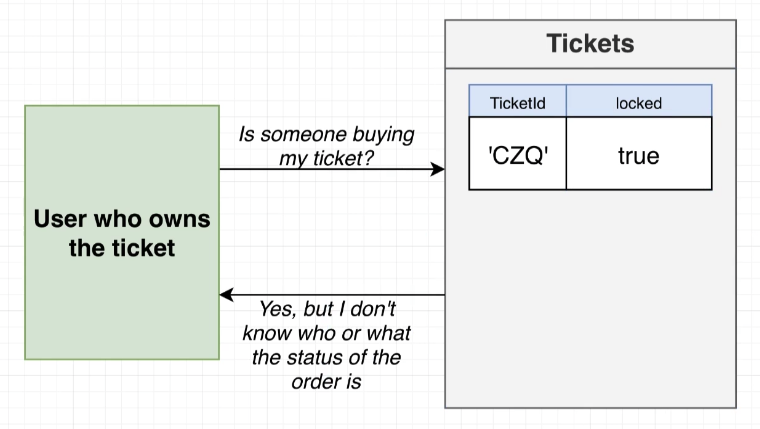 Tickets
TicketId
locked
'CZQ'
true
Is someone buying
my ticket?
User who owns
the ticket
Yes, but I don't
know who or what
the status of the
order is